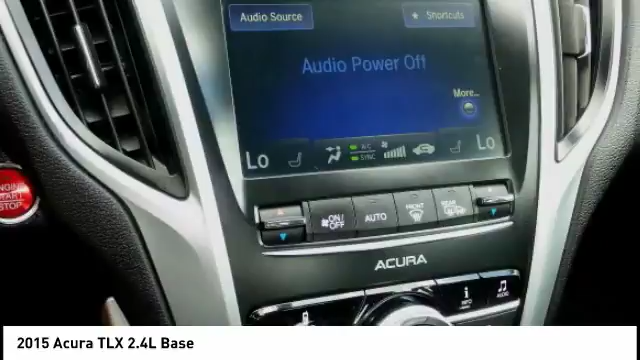 Audio Source
★ Shortcuts
Audio Power Off
More...
Lo
A/C
SYNC
Lo
ENGINE
START
STOP
ON/
OFF
AUTO
FRONT
REAR
ACURA
INFO
AUDIO
2015 Acura TLX 2.4L Base